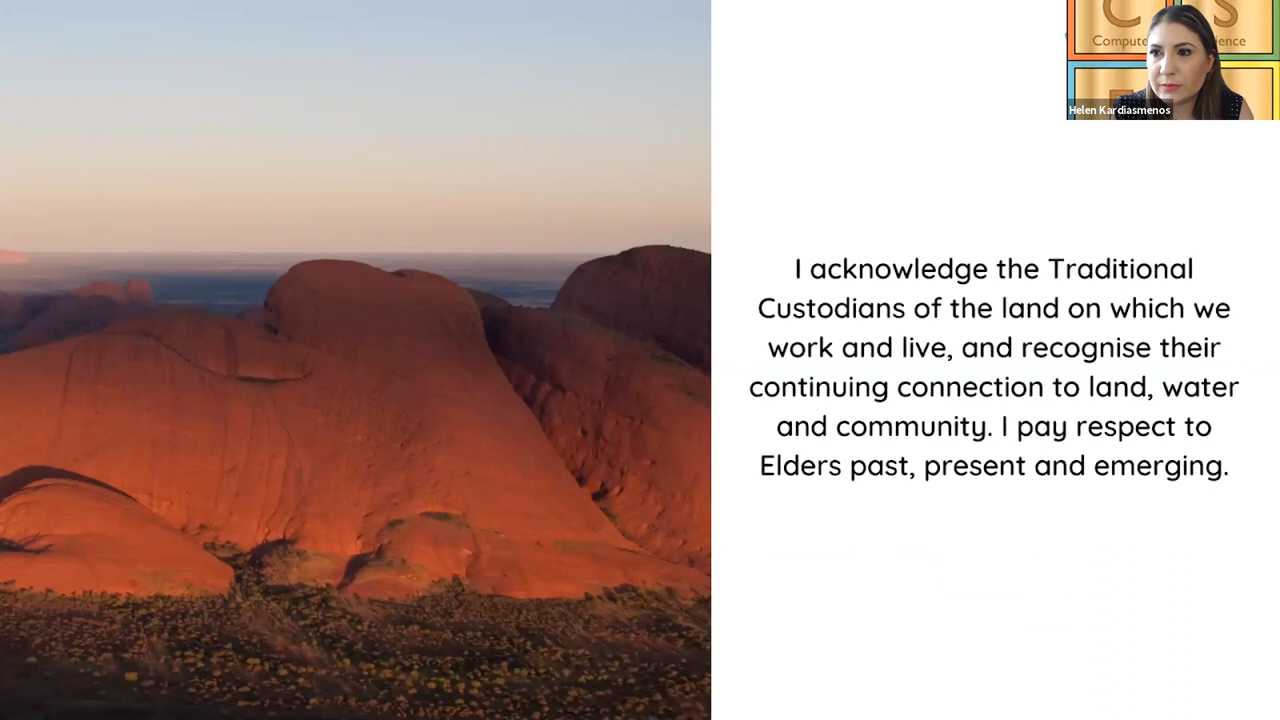 C S
Compute ience
Helen Kardiasmenos
I acknowledge the Traditional
Custodians of the land on which we
work and live, and recognise their
continuing connection to land, water
and community. I pay respect to
Elders past, present and emerging.